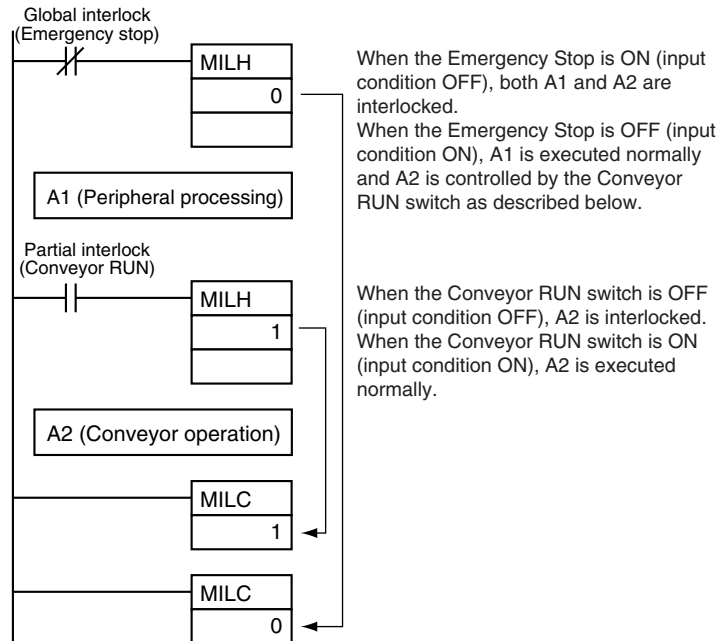 Global interlock
(Emergency stop)
MILH
0
When the Emergency Stop is ON (input
condition OFF), both A1 and A2 are
interlocked.
When the Emergency Stop is OFF (input
condition ON), A1 is executed normally
and A2 is controlled by the Conveyor
RUN switch as described below.
A1 (Peripheral processing)
Partial interlock
(Conveyor RUN)
MILH
1
When the Conveyor RUN switch is OFF
(input condition OFF), A2 is interlocked.
When the Conveyor RUN switch is ON
(input condition ON), A2 is executed
normally.
A2 (Conveyor operation)
MILC
1
MILC
0